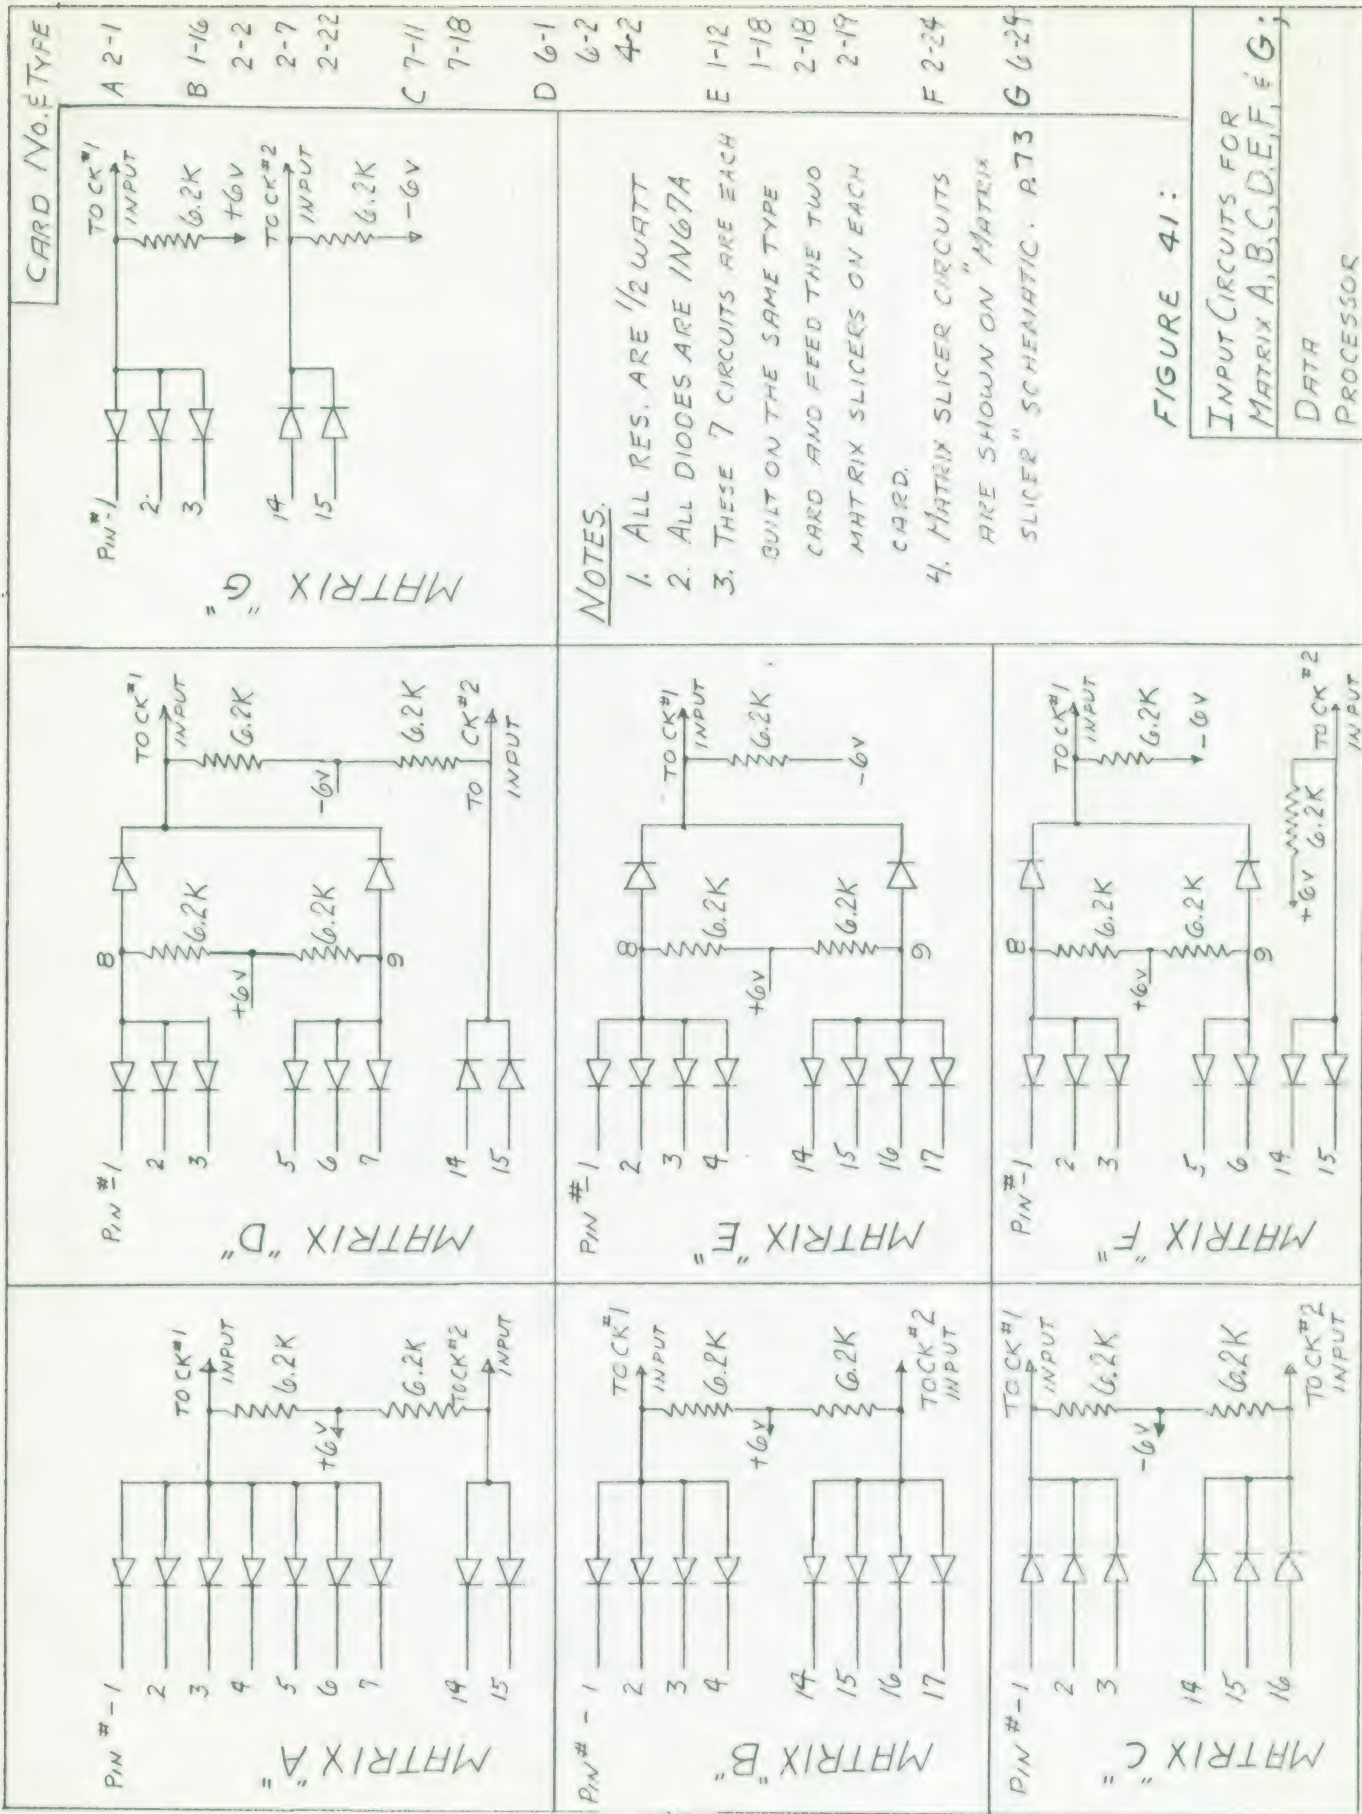 CARD NO. & TYPE
A 2-1
B 1-16
2-2
2-7
2-22
C 7-11
7-18
D 6-1
6-2
4-2
E 1-12
1-18
2-18
2-19
F 2-24
G 6-29
MATRIX "A"
PIN #-1
2
3
4
5
6
7
14
15
TO CK#1
INPUT
6.2K
+6V
6.2K
TO CK#2
INPUT
MATRIX "D"
PIN #1
2
3
5
6
7
14
15
8
6.2K
+6V
6.2K
9
TO CK#1
INPUT
6.2K
-6V
6.2K
TO CK#2
INPUT
MATRIX "G"
PIN #-1
2
3
14
15
TO CK#1
INPUT
6.2K
+6V
TO CK#2
INPUT
6.2K
-6V
MATRIX "B"
PIN # - 1
2
3
4
14
15
16
17
TO CK#1
INPUT
6.2K
+6V
6.2K
TO CK#2
INPUT
MATRIX "E"
PIN #-1
2
3
4
14
15
16
17
8
6.2K
+6V
6.2K
9
TO CK#1
INPUT
6.2K
-6V
MATRIX "C"
PIN #-1
2
3
14
15
16
TO CK#1
INPUT
6.2K
-6V
6.2K
TO CK#2
INPUT
MATRIX "F"
PIN #-1
2
3
5
6
14
15
8
6.2K
+6V
6.2K
9
TO CK#1
INPUT
6.2K
-6V
+6V
6.2K
TO CK#2
INPUT
NOTES.
1. ALL RES. ARE 1/2 WATT
2. ALL DIODES ARE IN67A
3. THESE 7 CIRCUITS ARE EACH
BUILT ON THE SAME TYPE
CARD AND FEED THE TWO
MATRIX SLICERS ON EACH
CARD.
4. MATRIX SLICER CIRCUITS
ARE SHOWN ON "MATRIX
SLICER" SCHEMATIC. P.73
FIGURE 41:
INPUT CIRCUITS FOR
MATRIX A,B,C,D,E,F, & G;
DATA
PROCESSOR